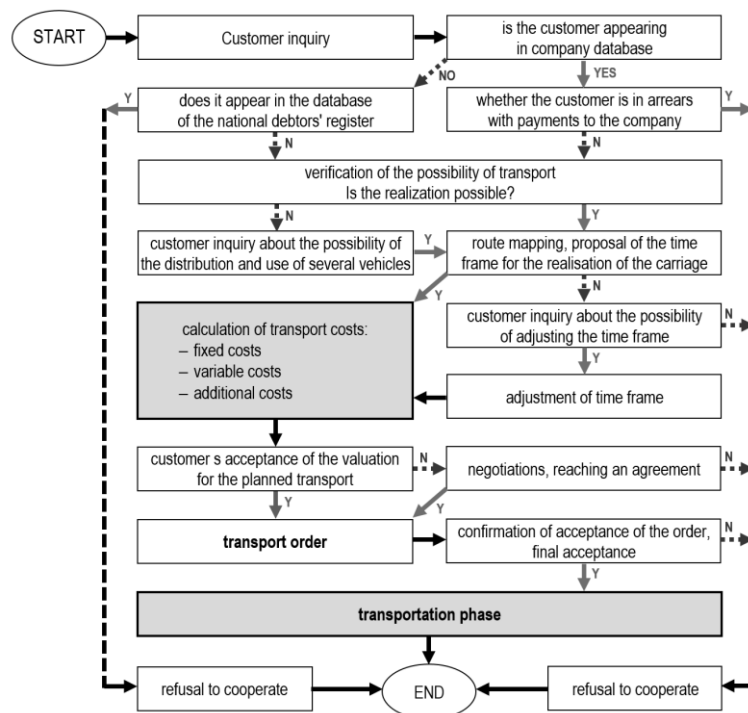 START
Customer inquiry
is the customer appearing
in company database
NO
YES
Y
does it appear in the database
of the national debtors' register
whether the customer is in arrears
with payments to the company
Y
N
N
verification of the possibility of transport
Is the realization possible?
N
Y
customer inquiry about the possibility of
the distribution and use of several vehicles
Y
route mapping, proposal of the time
frame for the realisation of the carriage
Y
N
calculation of transport costs:
– fixed costs
– variable costs
– additional costs
customer inquiry about the possibility
of adjusting the time frame
N
Y
adjustment of time frame
customer s acceptance of the valuation
for the planned transport
N
negotiations, reaching an agreement
N
Y
Y
transport order
confirmation of acceptance of the order,
final acceptance
N
Y
transportation phase
refusal to cooperate
END
refusal to cooperate